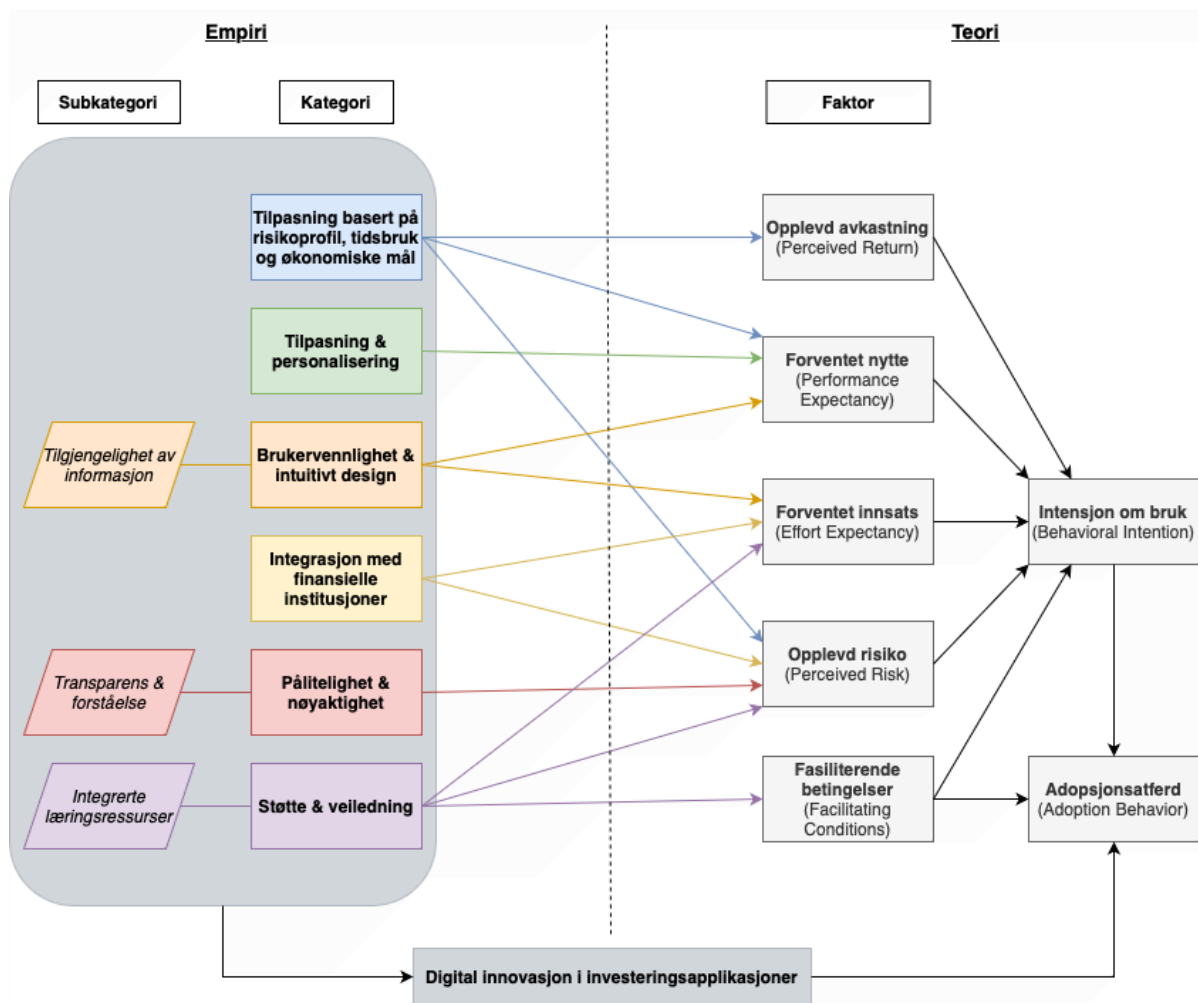 Empiri
Teori
Subkategori
Kategori
Faktor
Tilpasning basert på
risikoprofil, tidsbruk
og økonomiske mål
Opplevd avkastning
(Perceived Return)
Tilpasning &
personalisering
Forventet nytte
(Performance
Expectancy)
Tilgjengelighet av
informasjon
Brukervennlighet &
intuitivt design
Forventet innsats
(Effort Expectancy)
Intensjon om bruk
(Behavioral Intention)
Integrasjon med
finansielle
institusjoner
Transparens &
forståelse
Pålitelighet &
nøyaktighet
Opplevd risiko
(Perceived Risk)
Integrerte
læringsressurser
Støtte & veiledning
Fasiliterende
betingelser
(Facilitating
Conditions)
Adopsjonsatferd
(Adoption Behavior)
Digital innovasjon i investeringsapplikasjoner